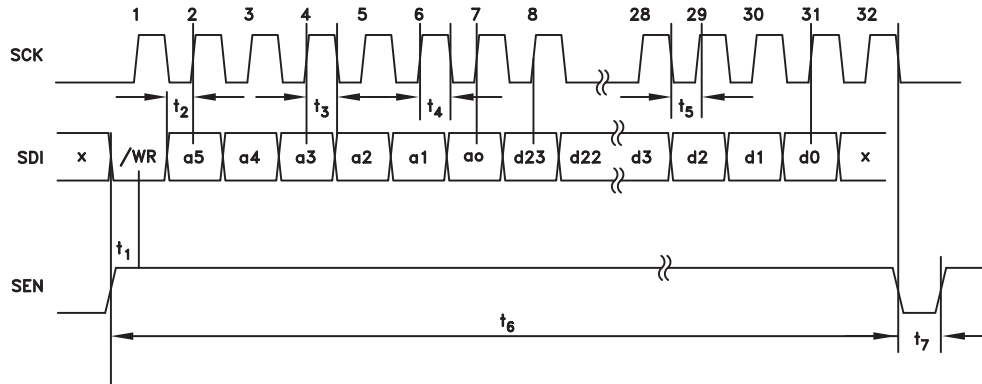 1 2 3 4 5 6 7 8 28 29 30 31 32
SCK
t2 t3 t4 t5
SDI x /WR a5 a4 a3 a2 a1 ao d23 d22 d3 d2 d1 d0 x
t1
SEN
t6
t7